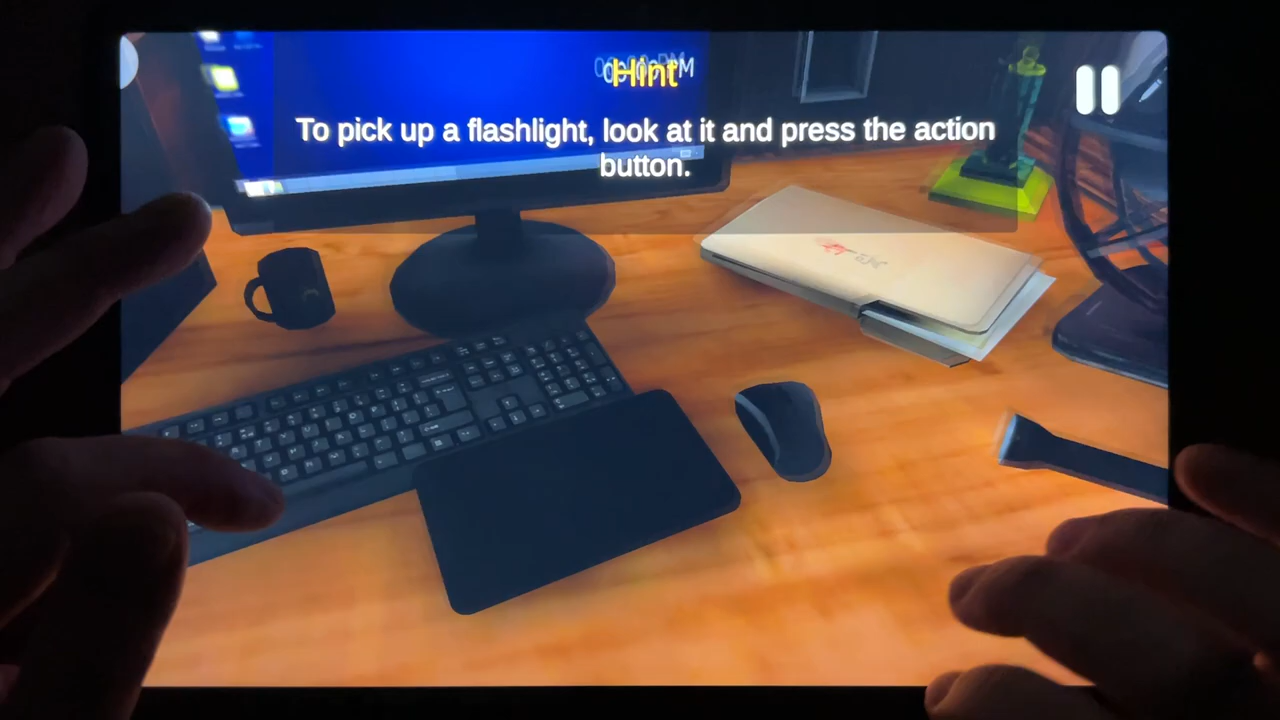 Hint
To pick up a flashlight, look at it and press the action
button.